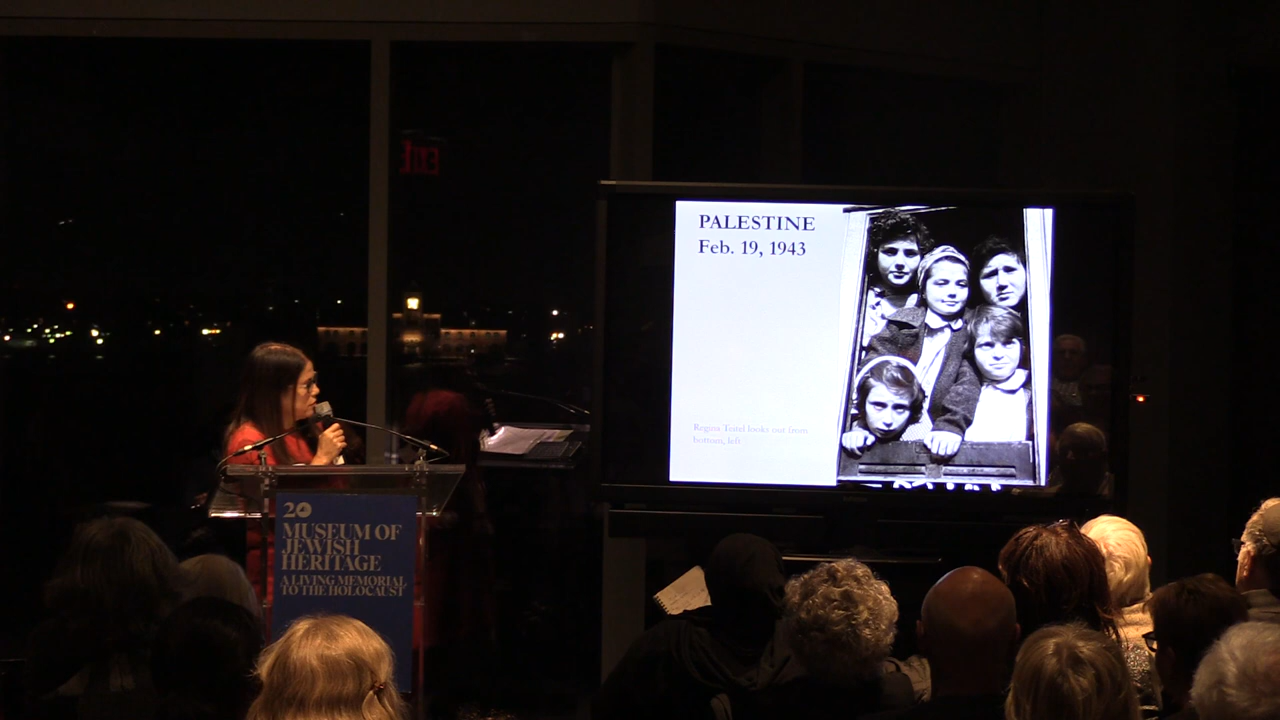 PALESTINE
Feb. 19, 1943
Regina Teitel looks out from
bottom, left
20
MUSEUM OF
JEWISH
HERITAGE
A LIVING MEMORIAL
TO THE HOLOCAUST